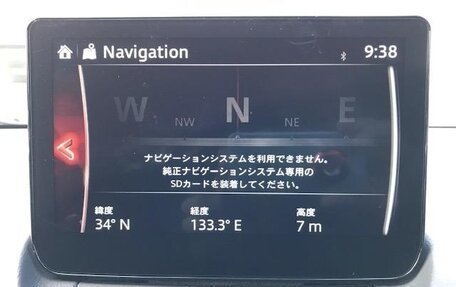 Navigation 9:38
W NW N NE E
ナビゲーションシステムを利用できません。
純正ナビゲーションシステム専用の
SDカードを装着してください。
緯度 経度 高度
34° N 133.3° E 7 m